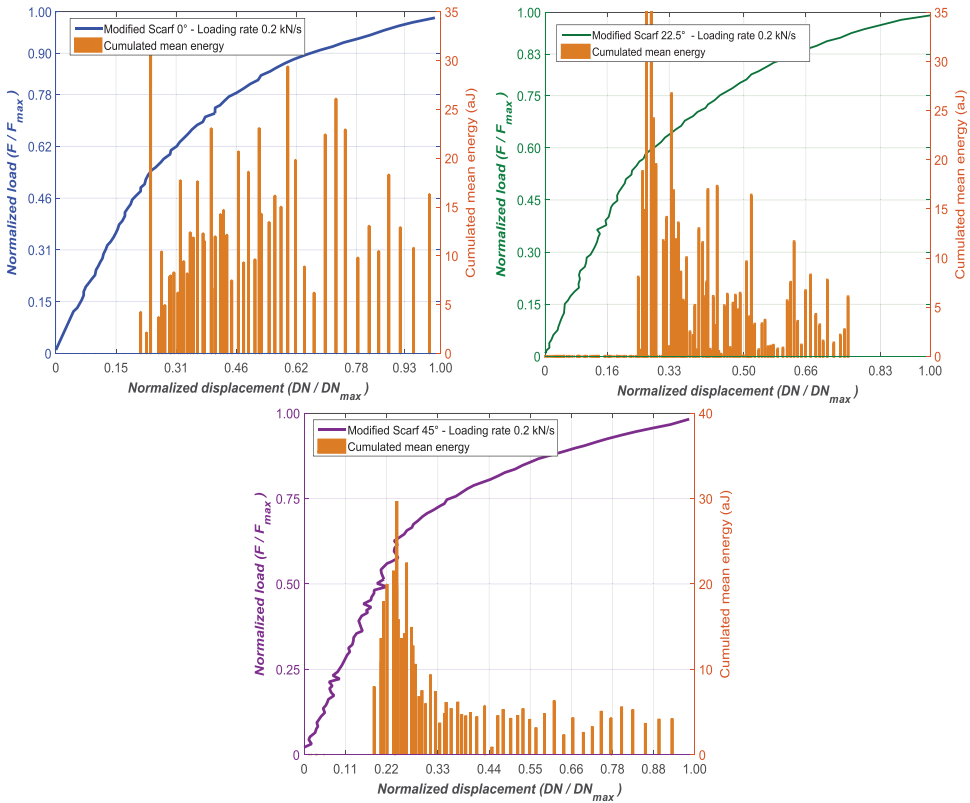 Modified Scarf 0° - Loading rate 0.2 kN/s
Cumulated mean energy
Normalized load (F / Fmax )
1.00
0.90
0.78
0.62
0.46
0.31
0.15
0
0 0.15 0.31 0.46 0.62 0.78 0.93 1.00
Normalized displacement (DN / DNmax )
35
30
25
20
15
10
5
0
Cumulated mean energy (aJ)
Modified Scarf 22.5° - Loading rate 0.2 kN/s
Cumulated mean energy
Normalized load (F / Fmax )
1.00
0.83
0.75
0.60
0.45
0.30
0.15
0
0 0.16 0.33 0.50 0.66 0.83 1.00
Normalized displacement (DN / DNmax )
35
30
25
20
15
10
5
0
Cumulated mean energy (aJ)
Modified Scarf 45° - Loading rate 0.2 kN/s
Cumulated mean energy
Normalized load (F / Fmax )
1.00
0.75
0.50
0.25
0
0 0.11 0.22 0.33 0.44 0.55 0.66 0.77 0.88 1.00
Normalized displacement (DN / DNmax )
40
30
20
10
0
Cumulated mean energy (aJ)